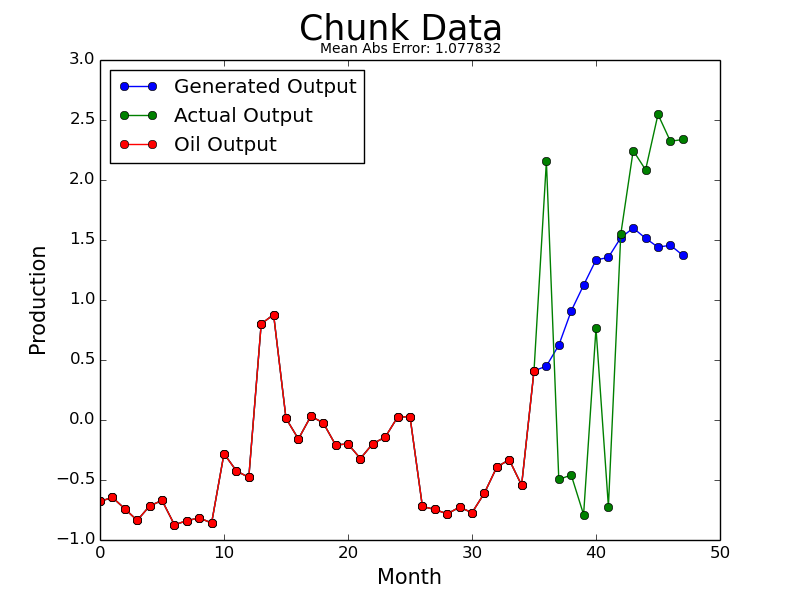 Chunk Data
Mean Abs Error: 1.077832
Generated Output
Actual Output
Oil Output
3.0
2.5
2.0
1.5
1.0
0.5
0.0
−0.5
−1.0
Production
0 10 20 30 40 50
Month